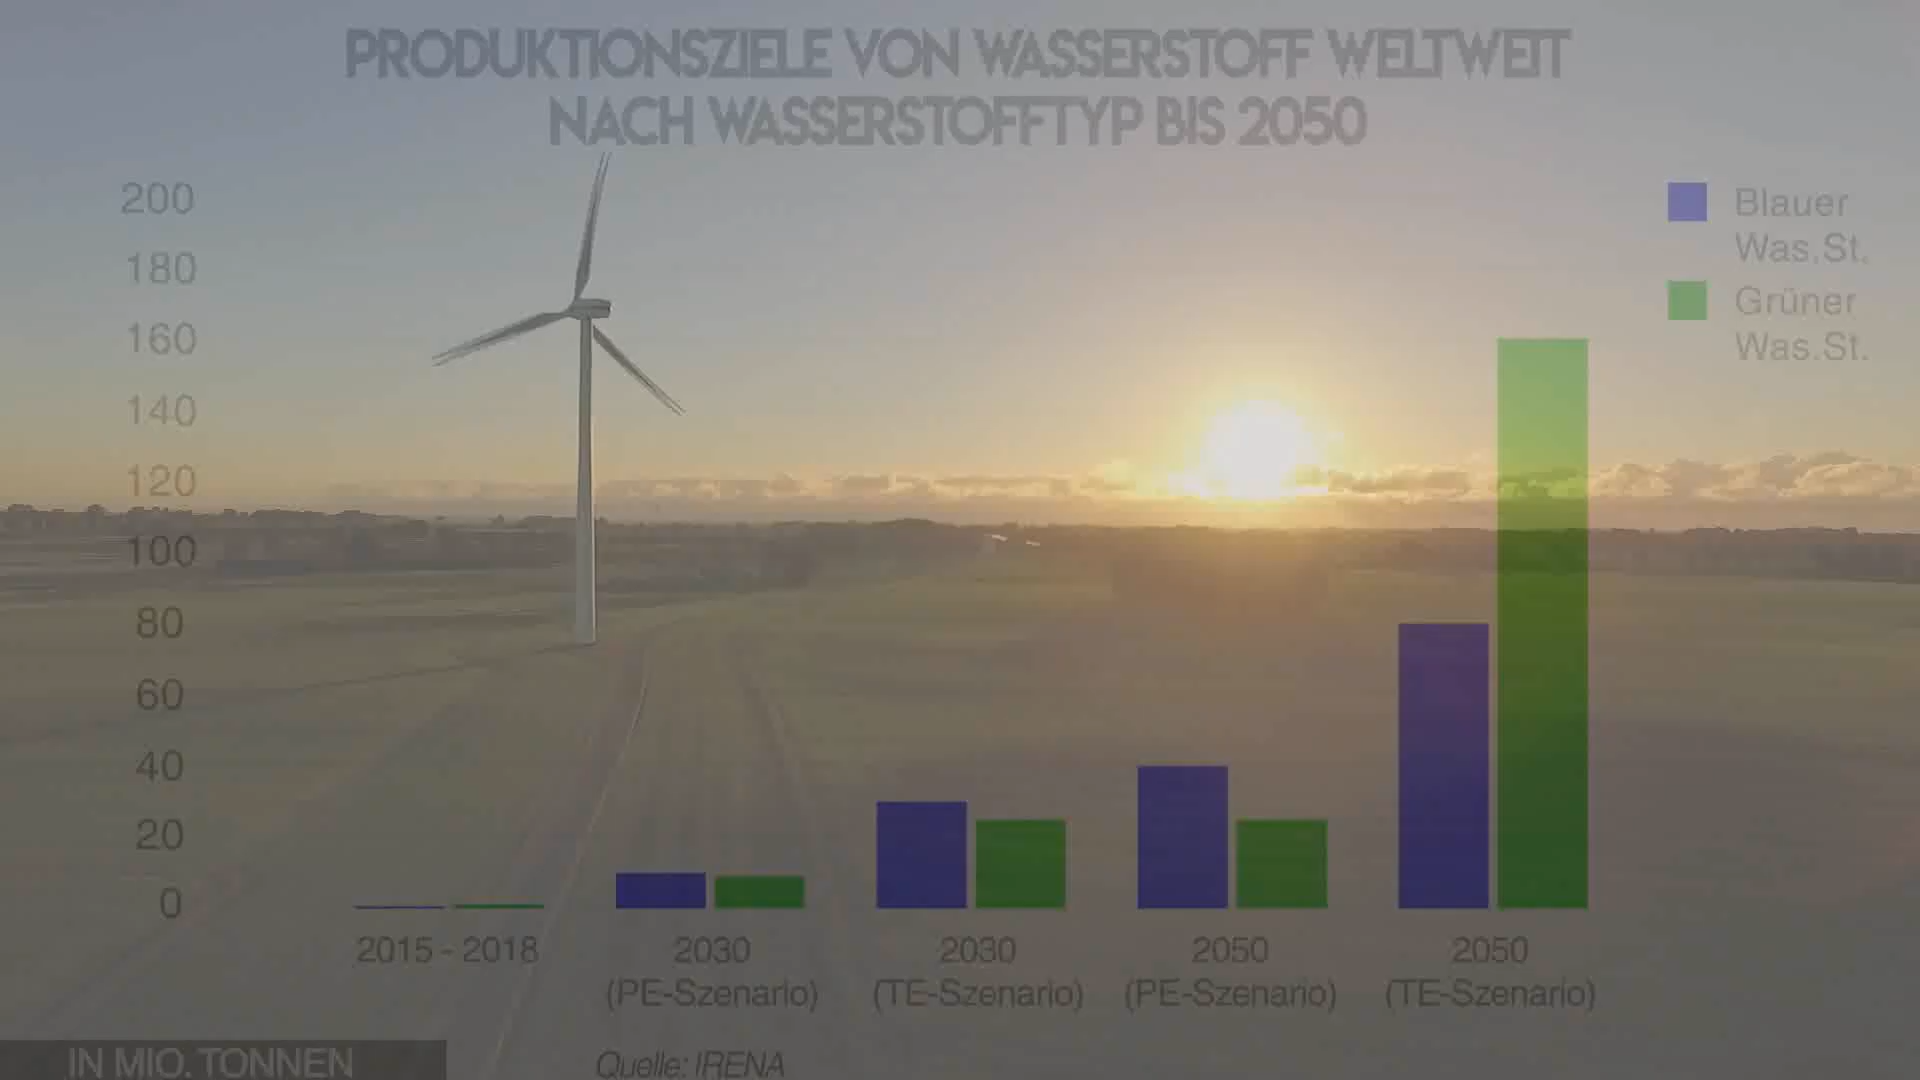 PRODUKTIONSZIELE VON WASSERSTOFF WELTWEIT
NACH WASSERSTOFFTYP BIS 2050
200
180
160
140
120
100
80
60
40
20
0
Blauer
Was.St.
Grüner
Was.St.
2015 - 2018
2030
(PE-Szenario)
2030
(TE-Szenario)
2050
(PE-Szenario)
2050
(TE-Szenario)
IN MIO. TONNEN
Quelle: IRENA